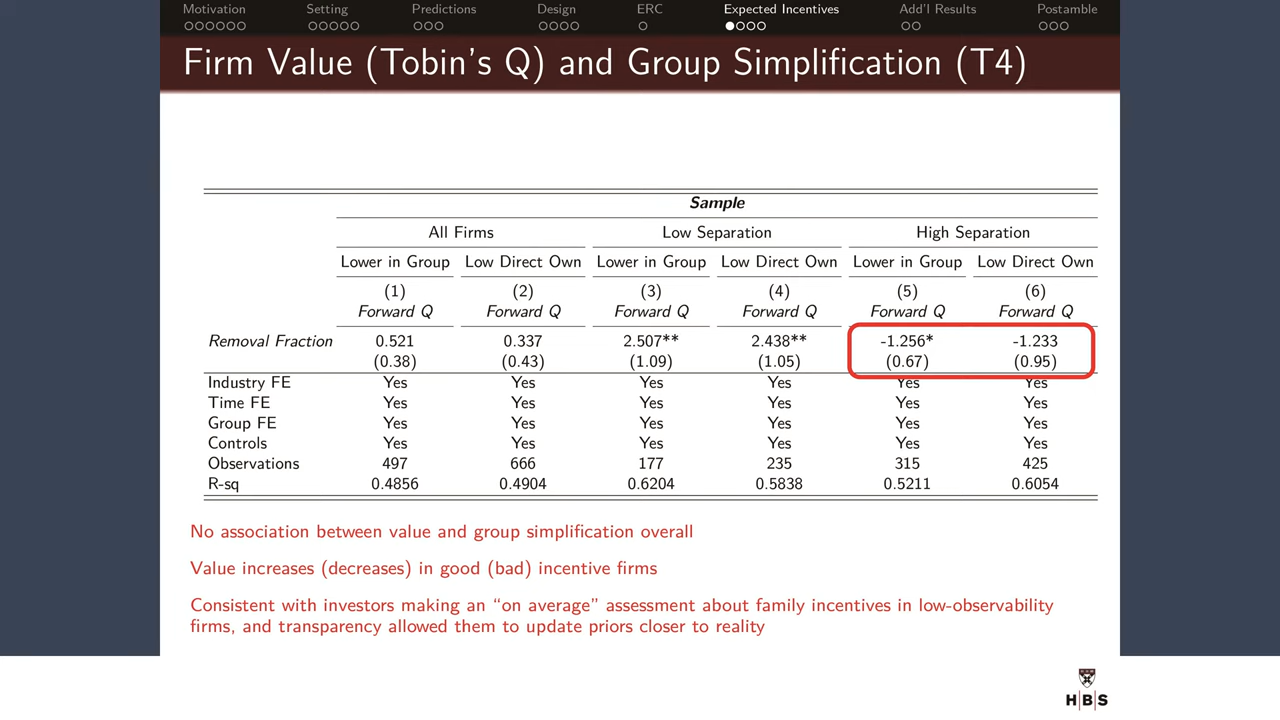 Motivation Setting Predictions Design ERC Expected Incentives Add'l Results Postamble
Firm Value (Tobin's Q) and Group Simplification (T4)
Sample
All Firms Low Separation High Separation
Lower in Group Low Direct Own Lower in Group Low Direct Own Lower in Group Low Direct Own
(1) (2) (3) (4) (5) (6)
Forward Q Forward Q Forward Q Forward Q Forward Q Forward Q
Removal Fraction 0.521 0.337 2.507** 2.438** -1.256* -1.233
(0.38) (0.43) (1.09) (1.05) (0.67) (0.95)
Industry FE Yes Yes Yes Yes Yes Yes
Time FE Yes Yes Yes Yes Yes Yes
Group FE Yes Yes Yes Yes Yes Yes
Controls Yes Yes Yes Yes Yes Yes
Observations 497 666 177 235 315 425
R-sq 0.4856 0.4904 0.6204 0.5838 0.5211 0.6054
No association between value and group simplification overall
Value increases (decreases) in good (bad) incentive firms
Consistent with investors making an “on average” assessment about family incentives in low-observability
firms, and transparency allowed them to update priors closer to reality
H|B|S